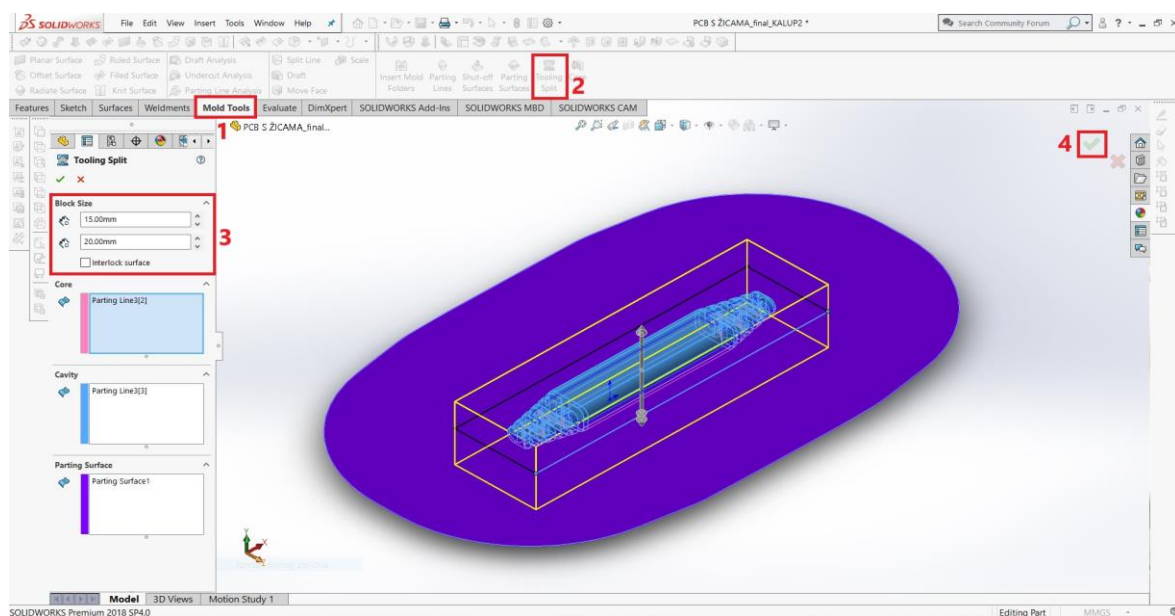 SOLIDWORKS File Edit View Insert Tools Window Help PCB S ŽICAMA_final_KALUP2 * Search Community Forum
Planar Surface Ruled Surface Draft Analysis Split Line Scale
Offset Surface Filled Surface Undercut Analysis Draft Insert Mold Parting Shut-off Parting Tooling 2
Radiate Surface Knit Surface Parting Line Analysis Move Face Folders Lines Surfaces Surfaces Split
Features Sketch Surfaces Weldments Mold Tools Evaluate DimXpert SOLIDWORKS Add-Ins SOLIDWORKS MBD SOLIDWORKS CAM
1 PCB S ŽICAMA_final...
4
Tooling Split
Block Size
15.00mm
3
20.00mm
Interlock surface
Core
Parting Line3[2]
Cavity
Parting Line3[3]
Parting Surface
Parting Surface1
Model 3D Views Motion Study 1
SOLIDWORKS Premium 2018 SP4.0 Editing Part MMGS